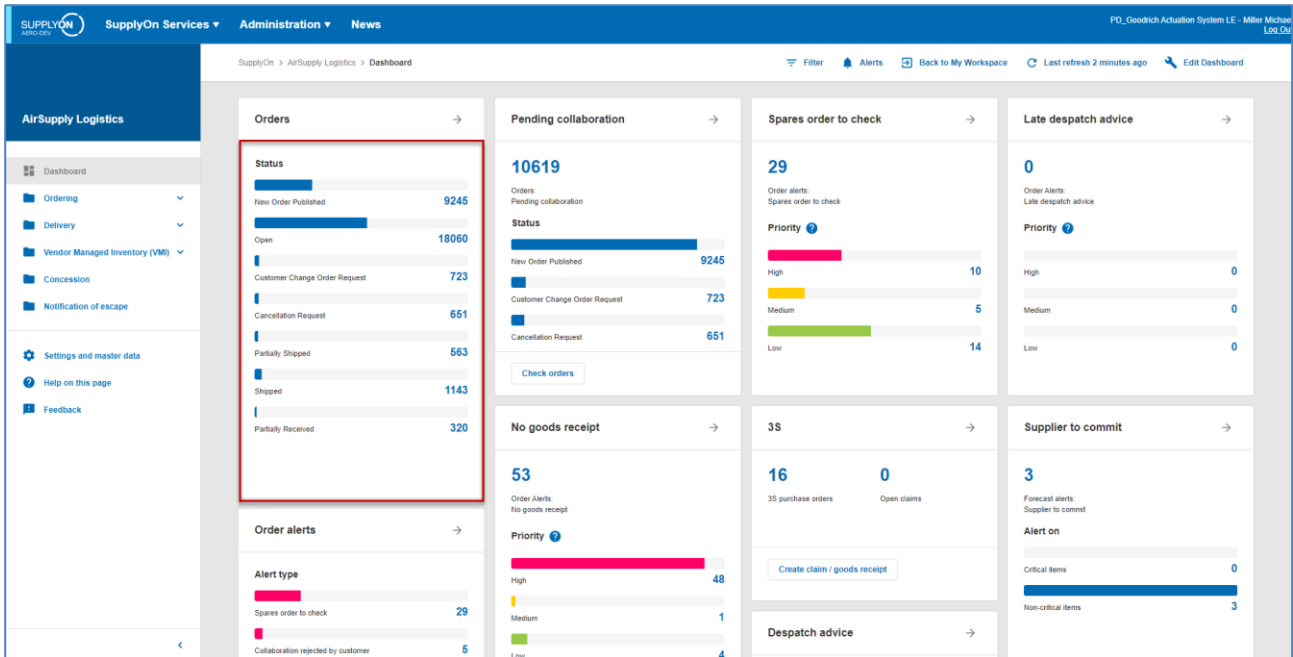 SUPPLYON
AERO-DEV
SupplyOn Services
Administration
News
PD_Goodrich Actuation System LE - Miller Michae
Log Ou
SupplyOn > AirSupply Logistics > Dashboard
Filter
Alerts
Back to My Workspace
Last refresh 2 minutes ago
Edit Dashboard
AirSupply Logistics
Dashboard
Ordering
Delivery
Vendor Managed Inventory (VMI)
Concession
Notification of escape
Settings and master data
Help on this page
Feedback
Orders
Status
New Order Published 9245
Open 18060
Customer Change Order Request 723
Cancellation Request 651
Partially Shipped 563
Shipped 1143
Partially Received 320
Pending collaboration
10619
Orders:
Pending collaboration
Status
New Order Published 9245
Customer Change Order Request 723
Cancellation Request 651
Check orders
Spares order to check
29
Order alerts:
Spares order to check
Priority ?
High 10
Medium 5
Low 14
Late despatch advice
0
Order Alerts:
Late despatch advice
Priority ?
High 0
Medium 0
Low 0
Order alerts
Alert type
Spares order to check 29
Collaboration rejected by customer 5
No goods receipt
53
Order Alerts:
No goods receipt
Priority ?
High 48
Medium 1
Low 4
3S
16 0
3S purchase orders Open claims
Create claim / goods receipt
Despatch advice
Supplier to commit
3
Forecast alerts:
Supplier to commit
Alert on
Critical items 0
Non-critical items 3